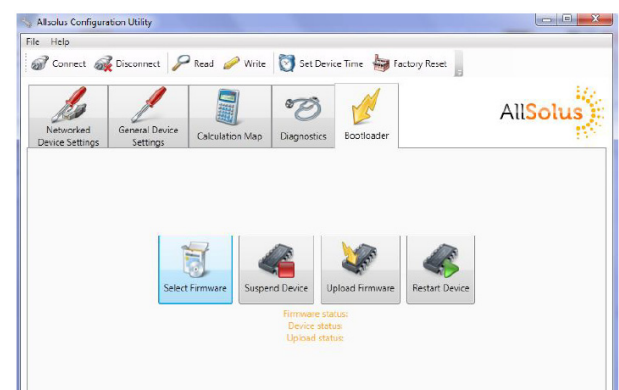 Allsolus Configuration Utility
File Help
Connect Disconnect Read Write Set Device Time Factory Reset
Networked
Device Settings
General Device
Settings
Calculation Map
Diagnostics
Bootloader
AllSolus
Select Firmware
Suspend Device
Upload Firmware
Restart Device
Firmware status:
Device status:
Upload status: